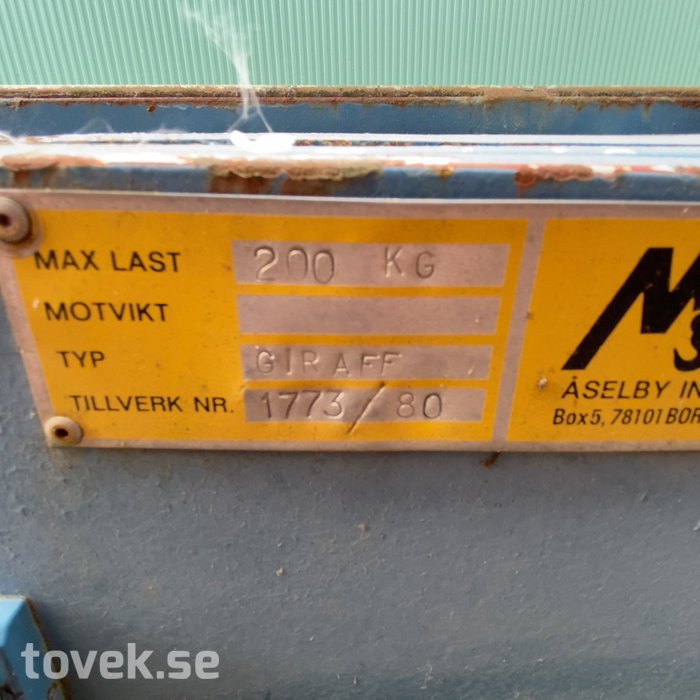 MAX LAST 200 KG
MOTVIKT
TYP GIRAFF
TILLVERK NR. 1773/80
M
ÅSELBY IN
Box 5, 78101 BOR
tovek.se